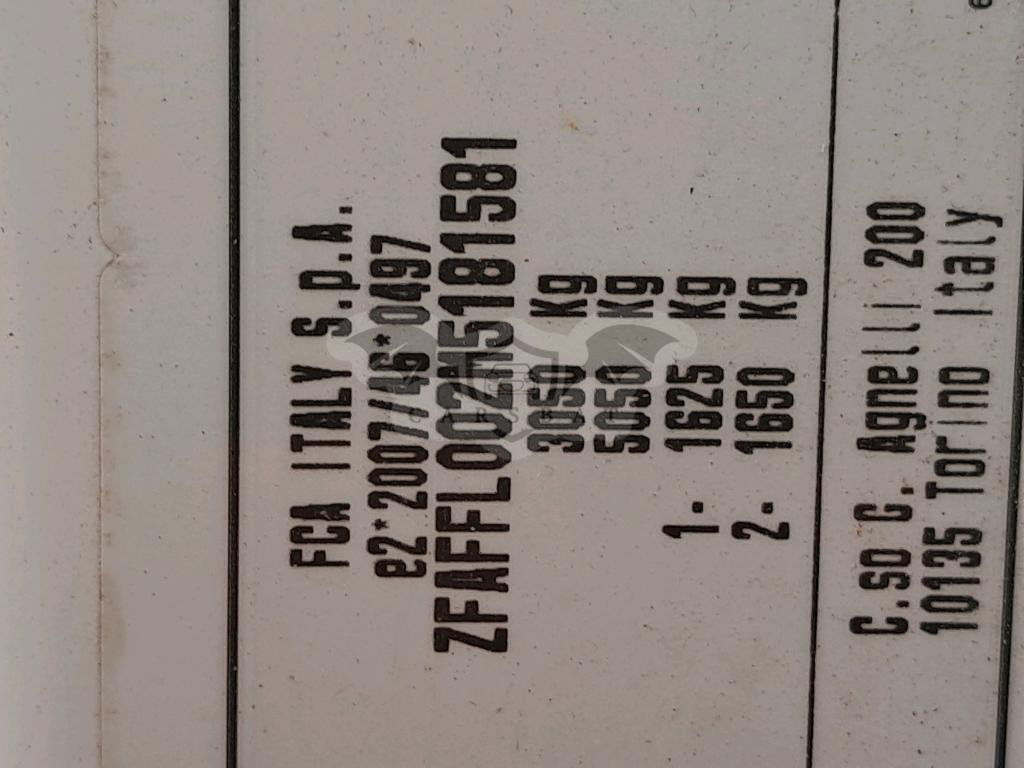 FCA ITALY S.p.A.
e2*2007/46*0497
ZFAFFL002M5181581
3050 Kg
5050 Kg
1- 1625 Kg
2- 1650 Kg
C.so G. Agnelli 200
10135 Torino Italy